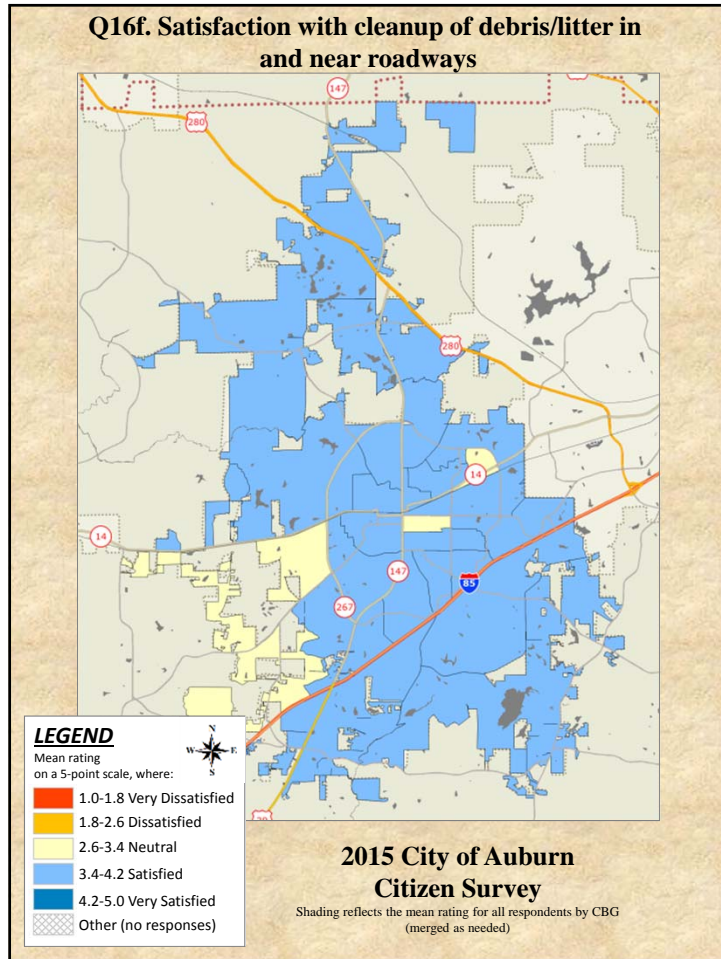 Q16f. Satisfaction with cleanup of debris/litter in
and near roadways
147
280
280
14
14
147
85
267
LEGEND
Mean rating
on a 5-point scale, where:
N
W E
S
1.0-1.8 Very Dissatisfied
1.8-2.6 Dissatisfied
2.6-3.4 Neutral
3.4-4.2 Satisfied
4.2-5.0 Very Satisfied
Other (no responses)
2015 City of Auburn
Citizen Survey
Shading reflects the mean rating for all respondents by CBG
(merged as needed)